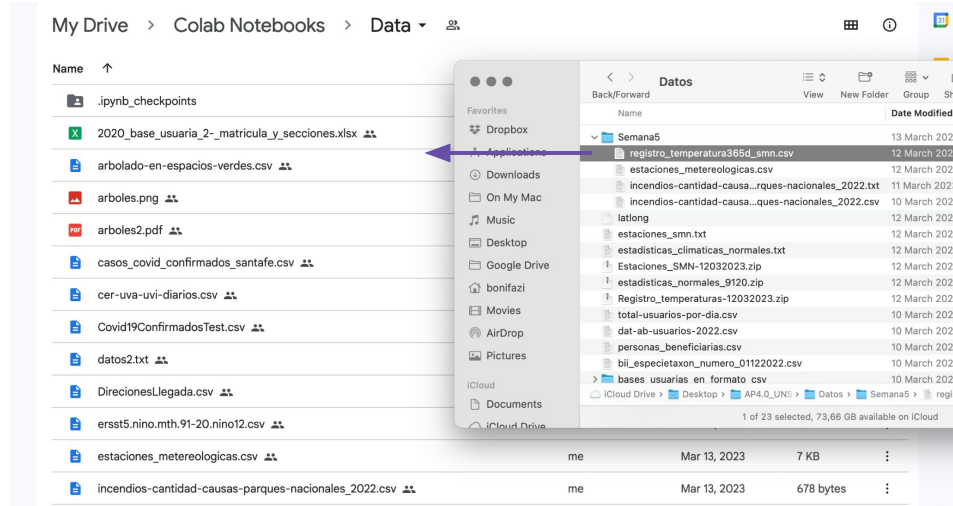 My Drive > Colab Notebooks > Data
31
Name ↑
.ipynb_checkpoints
2020_base_usuaria_2-_matricula_y_secciones.xlsx
arbolado-en-espacios-verdes.csv
arboles.png
PDF arboles2.pdf
casos_covid_confirmados_santafe.csv
cer-uva-uvi-diarios.csv
Covid19ConfirmadosTest.csv
datos2.txt
DirecionesLlegada.csv
ersst5.nino.mth.91-20.nino12.csv
estaciones_metereologicas.csv me Mar 13, 2023 7 KB
incendios-cantidad-causas-parques-nacionales_2022.csv me Mar 13, 2023 678 bytes
Favorites
Dropbox
Applications
Downloads
On My Mac
Music
Desktop
Google Drive
bonifazi
Movies
AirDrop
Pictures
iCloud
Documents
iCloud Drive
Datos
Back/Forward View New Folder Group Sh
Name Date Modified
Semana5 13 March 202
registro_temperatura365d_smn.csv 12 March 202
estaciones_metereologicas.csv 12 March 202
incendios-cantidad-causa...rques-nacionales_2022.txt 11 March 2023
incendios-cantidad-causa...ques-nacionales_2022.csv 10 March 202
latlong 12 March 202
estaciones_smn.txt 12 March 202
estadisticas_climaticas_normales.txt 12 March 202
Estaciones_SMN-12032023.zip 12 March 202
estadisticas_normales_9120.zip 12 March 202
Registro_temperaturas-12032023.zip 12 March 202
total-usuarios-por-dia.csv 10 March 202
dat-ab-usuarios-2022.csv 10 March 202
personas_beneficiarias.csv 10 March 202
bii_especietaxon_numero_01122022.csv 10 March 202
bases_usuarias_en_formato_csv 10 March 202
iCloud Drive > Desktop > AP4.0_UNS > Datos > Semana5 > regi
1 of 23 selected, 73,66 GB available on iCloud